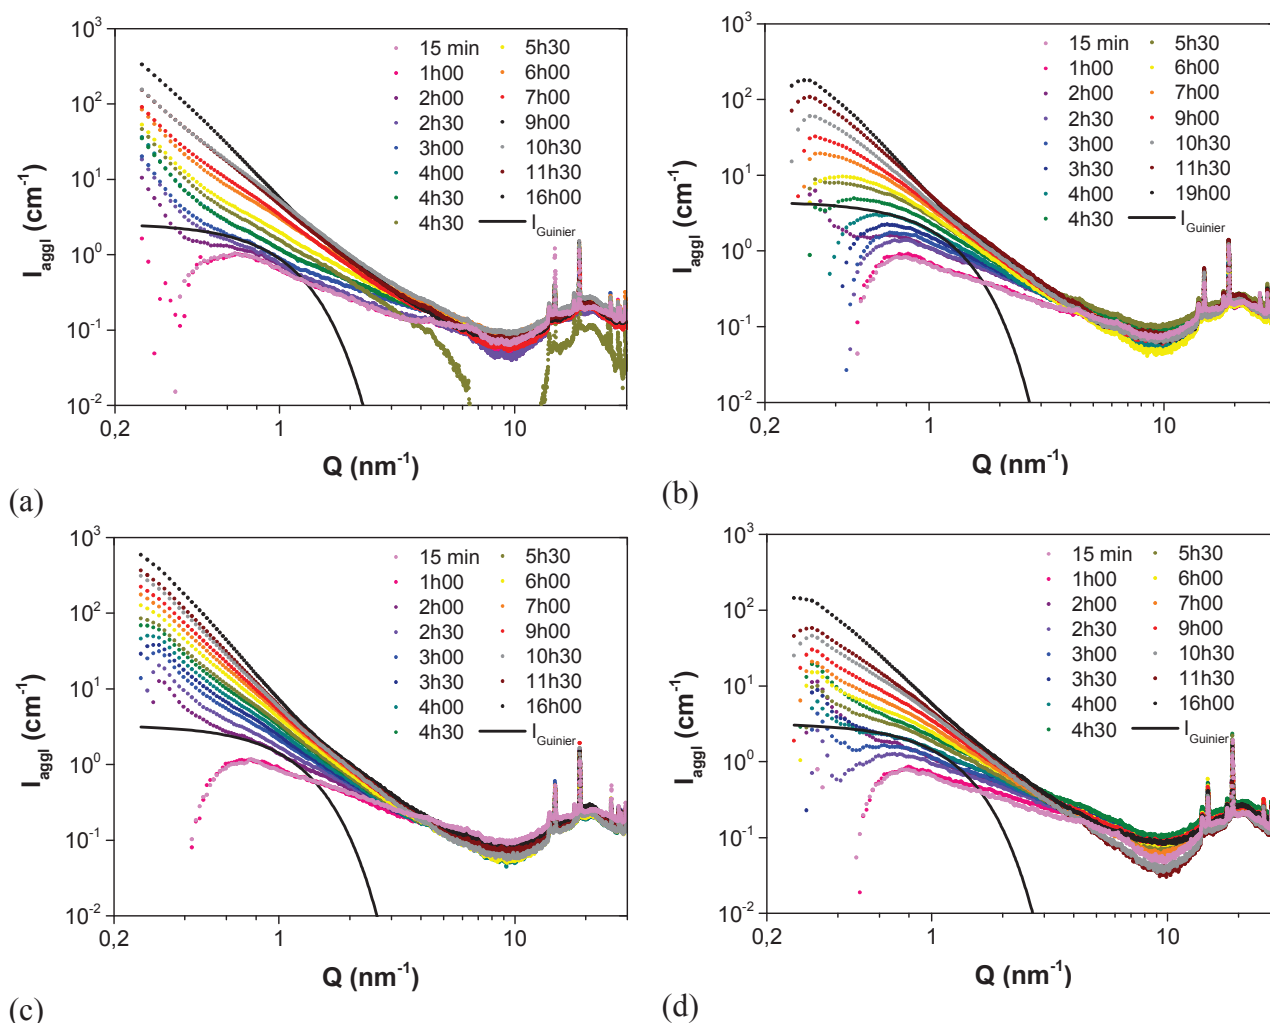 10³
10²
10¹
10⁰
10⁻¹
10⁻²
I_aggl (cm⁻¹)
0,2
1
10
Q (nm⁻¹)
15 min
1h00
2h00
2h30
3h00
4h00
4h30
4h30
5h30
6h00
7h00
9h00
10h30
11h30
16h00
I_Guinier
(a)
10³
10²
10¹
10⁰
10⁻¹
10⁻²
I_aggl (cm⁻¹)
0,2
1
10
Q (nm⁻¹)
15 min
1h00
2h00
2h30
3h00
3h30
4h00
4h30
5h30
6h00
7h00
9h00
10h30
11h30
19h00
I_Guinier
(b)
10³
10²
10¹
10⁰
10⁻¹
10⁻²
I_aggl (cm⁻¹)
0,2
1
10
Q (nm⁻¹)
15 min
1h00
2h00
2h30
3h00
3h30
4h00
4h30
5h30
6h00
7h00
9h00
10h30
11h30
16h00
I_Guinier
(c)
10³
10²
10¹
10⁰
10⁻¹
10⁻²
I_aggl (cm⁻¹)
0,2
1
10
Q (nm⁻¹)
15 min
1h00
2h00
2h30
3h00
3h30
4h00
4h30
5h30
6h00
7h00
9h00
10h30
11h30
16h00
I_Guinier
(d)